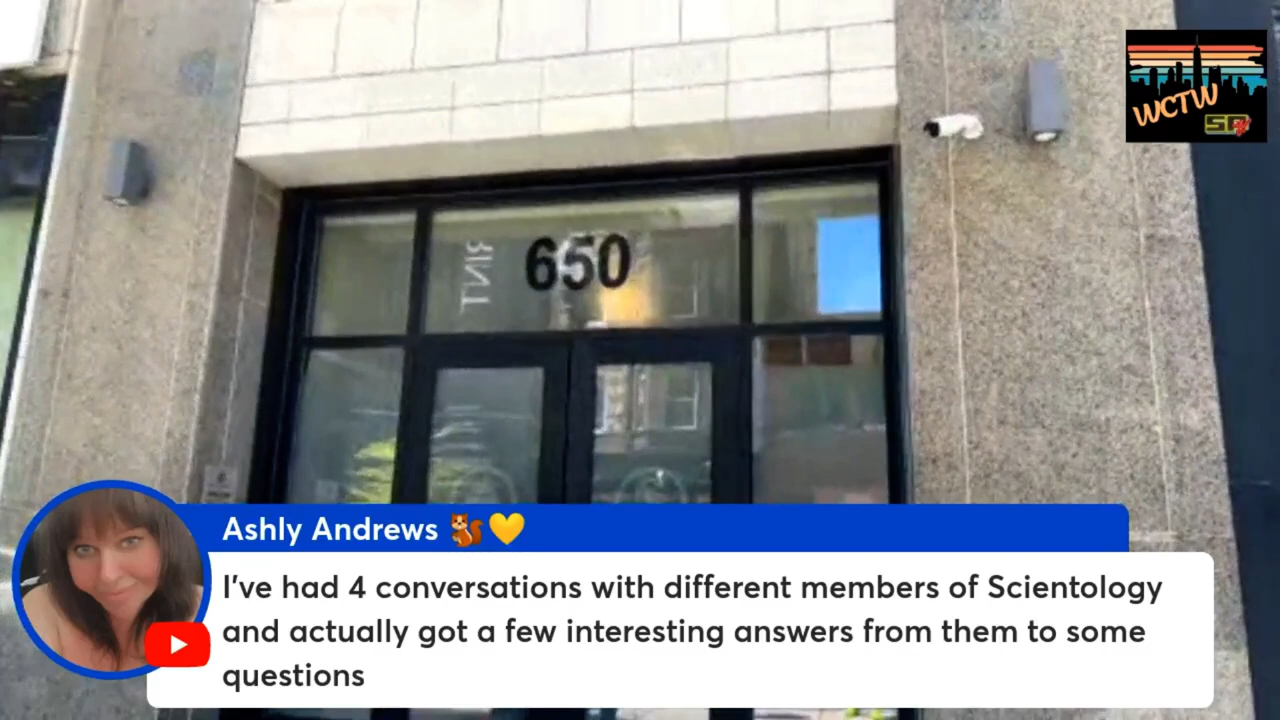 WCTW
650
Ashly Andrews 🐿️💛
I've had 4 conversations with different members of Scientology
and actually got a few interesting answers from them to some
questions